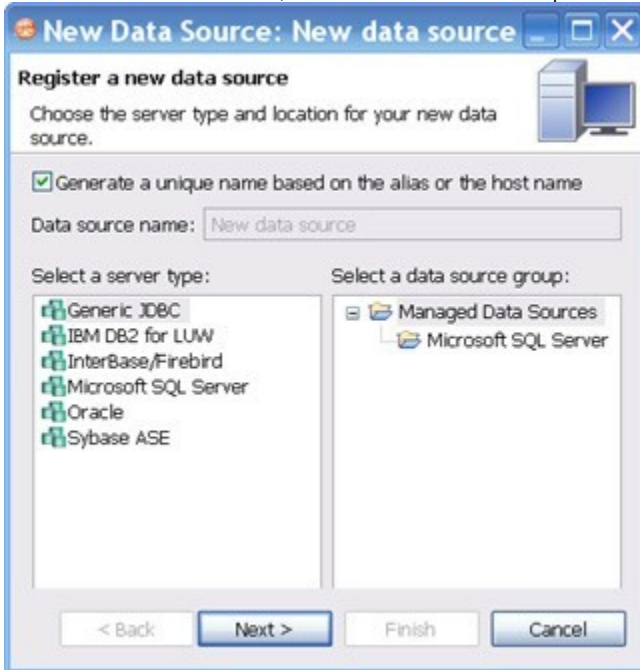 New Data Source: New data source
Register a new data source
Choose the server type and location for your new data
source.
Generate a unique name based on the alias or the host name
Data source name: New data source
Select a server type:
Generic JDBC
IBM DB2 for LUW
InterBase/Firebird
Microsoft SQL Server
Oracle
Sybase ASE
Select a data source group:
Managed Data Sources
Microsoft SQL Server
< Back
Next >
Finish
Cancel